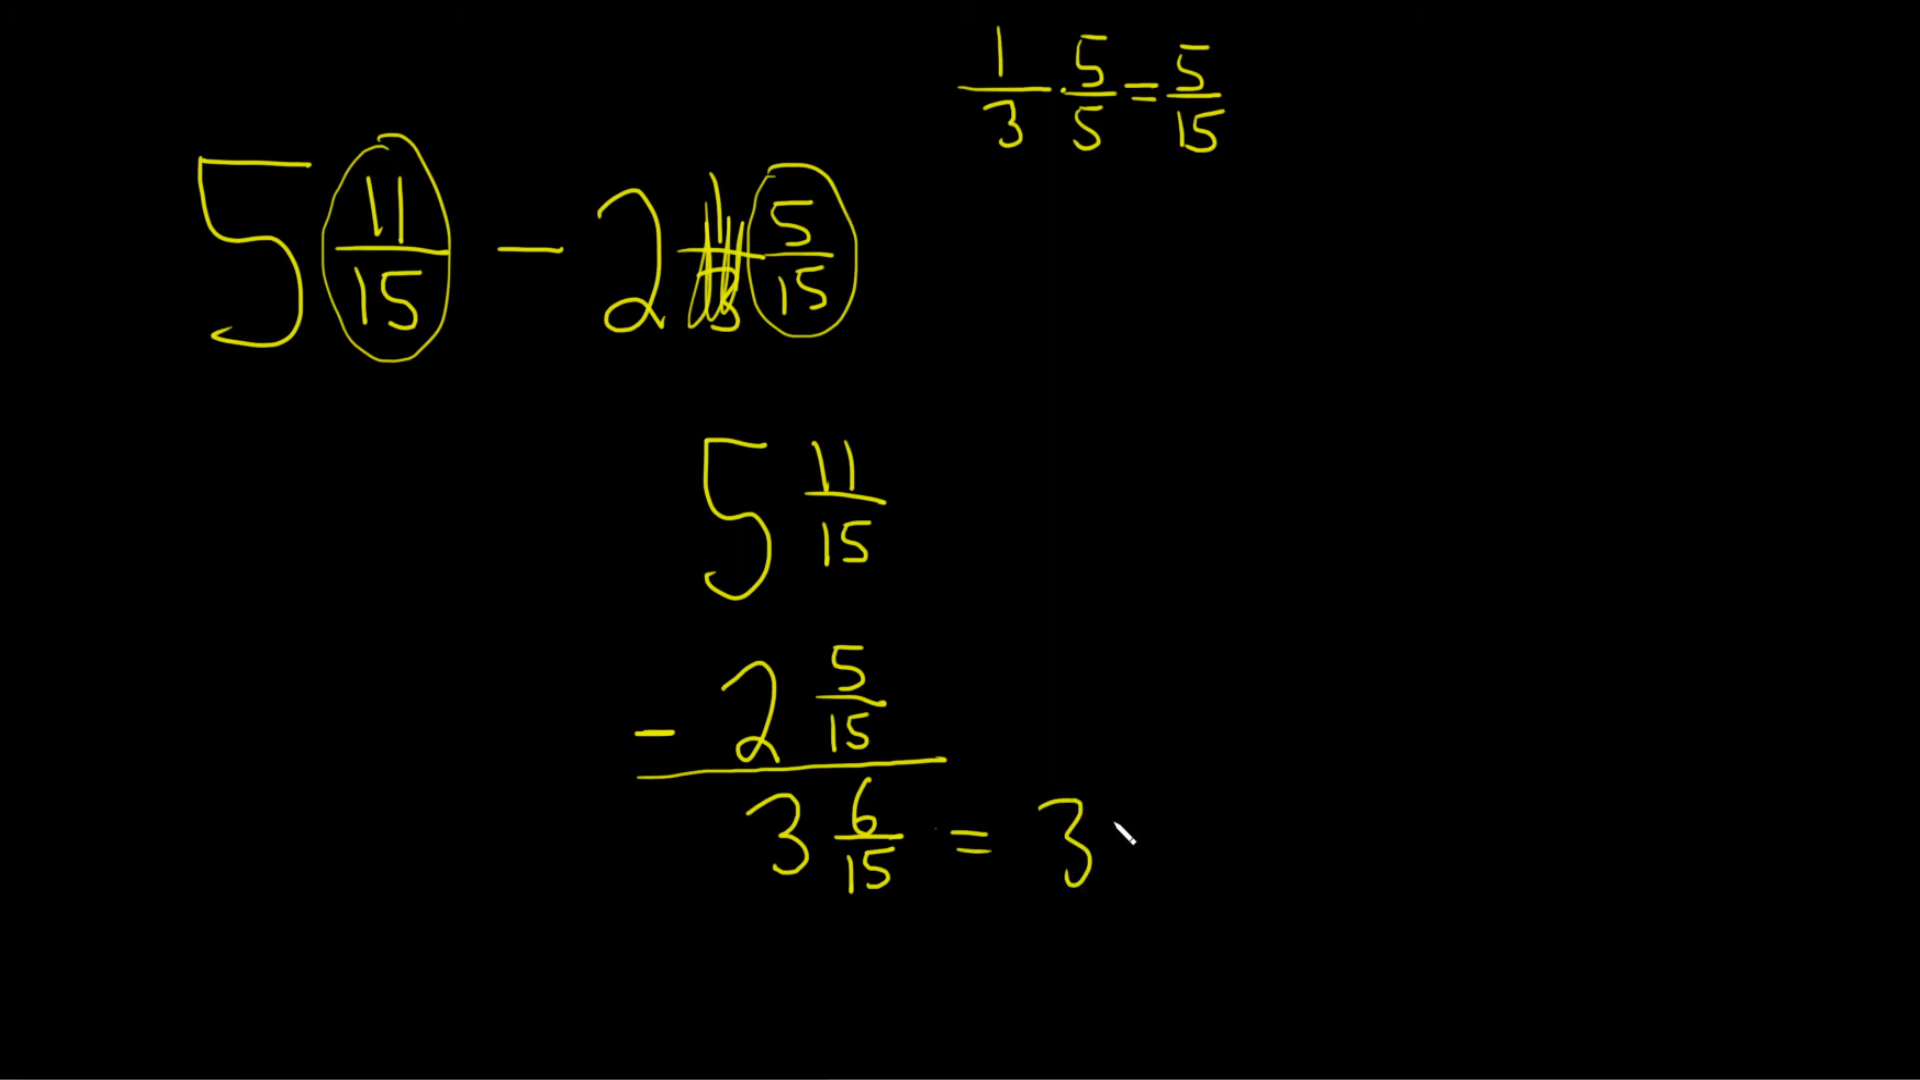 1/3 · 5/5 = 5/15
5 11/15 - 2 5/15
5 11/15
- 2 5/15
3 6/15 = 3